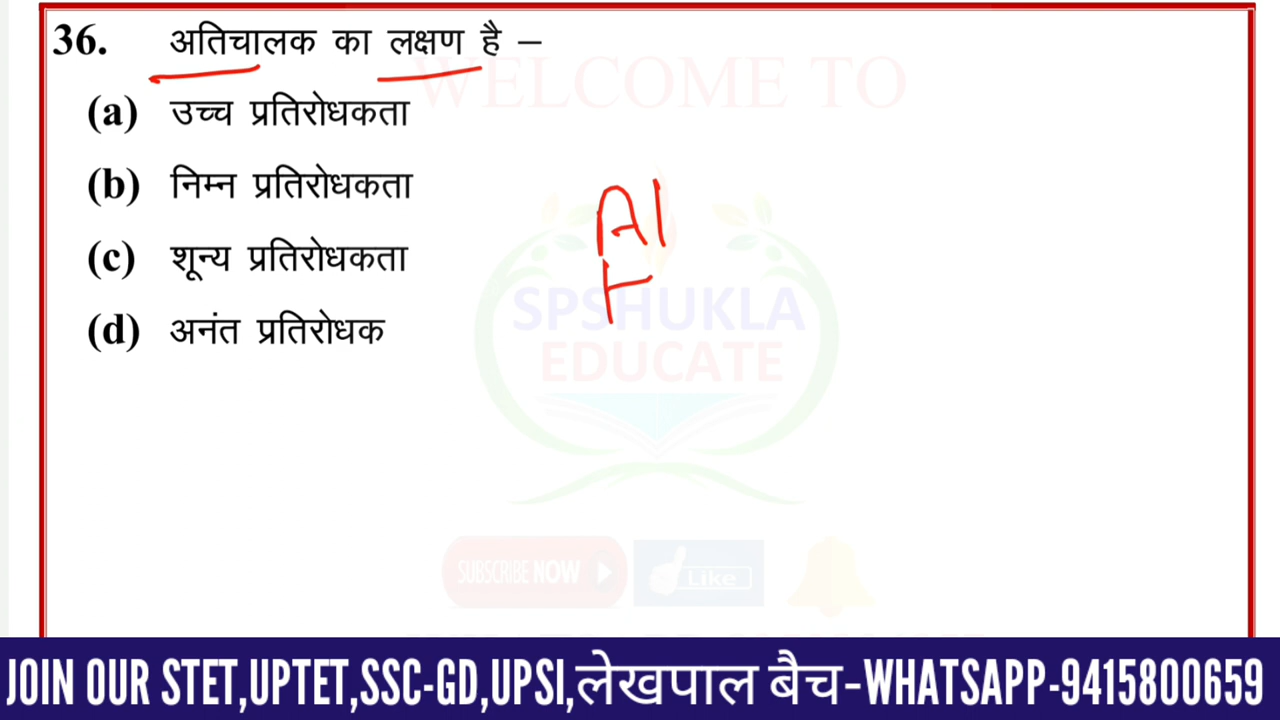 36. अतिचालक का लक्षण है –
WELCOME TO
(a) उच्च प्रतिरोधकता
(b) निम्न प्रतिरोधकता
Al
(c) शून्य प्रतिरोधकता
F
SPSHUKLA
(d) अनंत प्रतिरोधक
EDUCATE
SUBSCRIBE NOW
Like
JOIN OUR STET,UPTET,SSC-GD,UPSI,लेखपाल बैच-WHATSAPP-9415800659